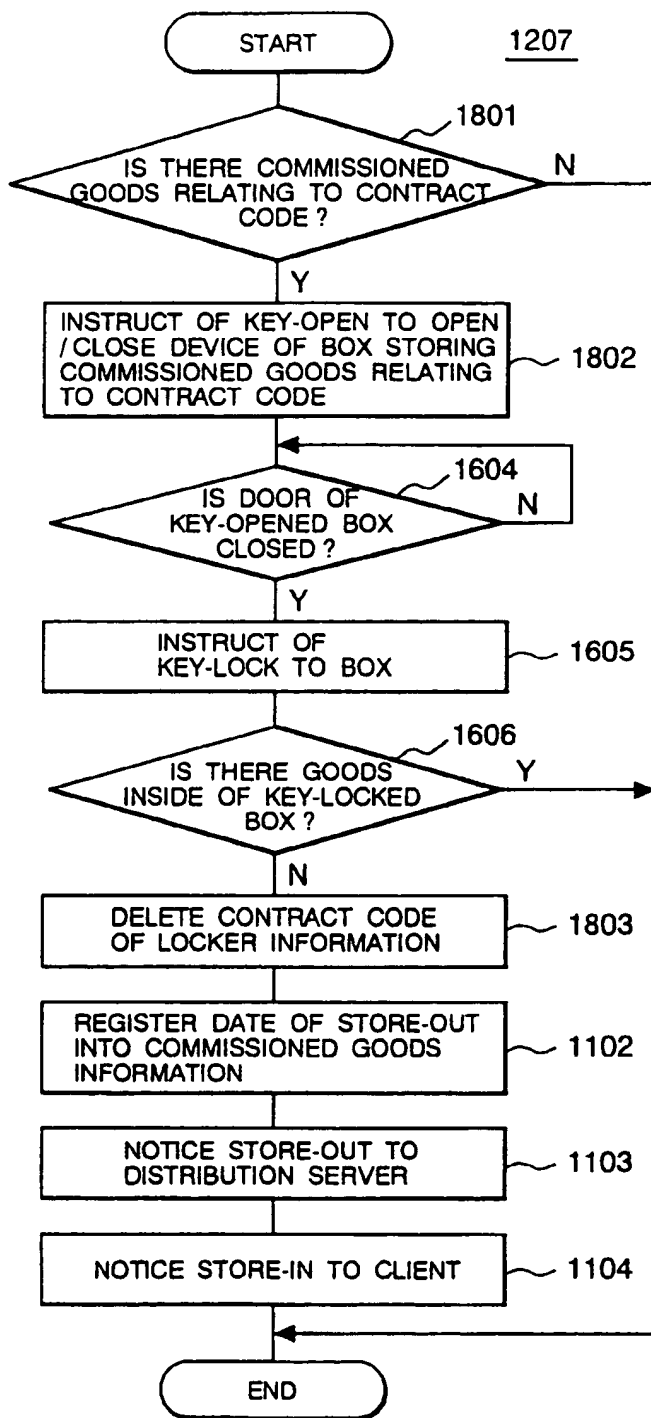 START
1207
1801
IS THERE COMMISSIONED
GOODS RELATING TO CONTRACT
CODE ?
N
Y
INSTRUCT OF KEY-OPEN TO OPEN
/ CLOSE DEVICE OF BOX STORING
COMMISSIONED GOODS RELATING
TO CONTRACT CODE
1802
1604
IS DOOR OF
KEY-OPENED BOX
CLOSED ?
N
Y
INSTRUCT OF
KEY-LOCK TO BOX
1605
1606
IS THERE GOODS
INSIDE OF KEY-LOCKED
BOX ?
Y
N
DELETE CONTRACT CODE
OF LOCKER INFORMATION
1803
REGISTER DATE OF STORE-OUT
INTO COMMISSIONED GOODS
INFORMATION
1102
NOTICE STORE-OUT TO
DISTRIBUTION SERVER
1103
NOTICE STORE-IN TO CLIENT
1104
END